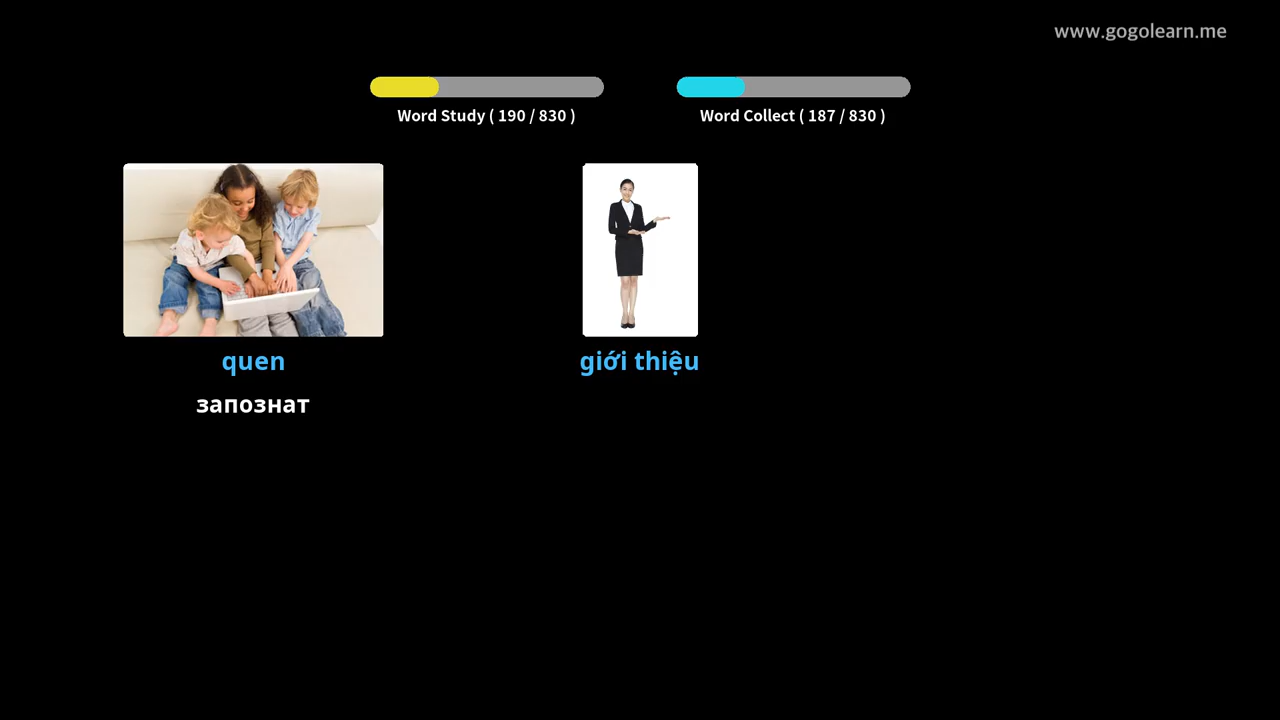 www.gogolearn.me
Word Study ( 190 / 830 )
Word Collect ( 187 / 830 )
quen
запознат
giới thiệu